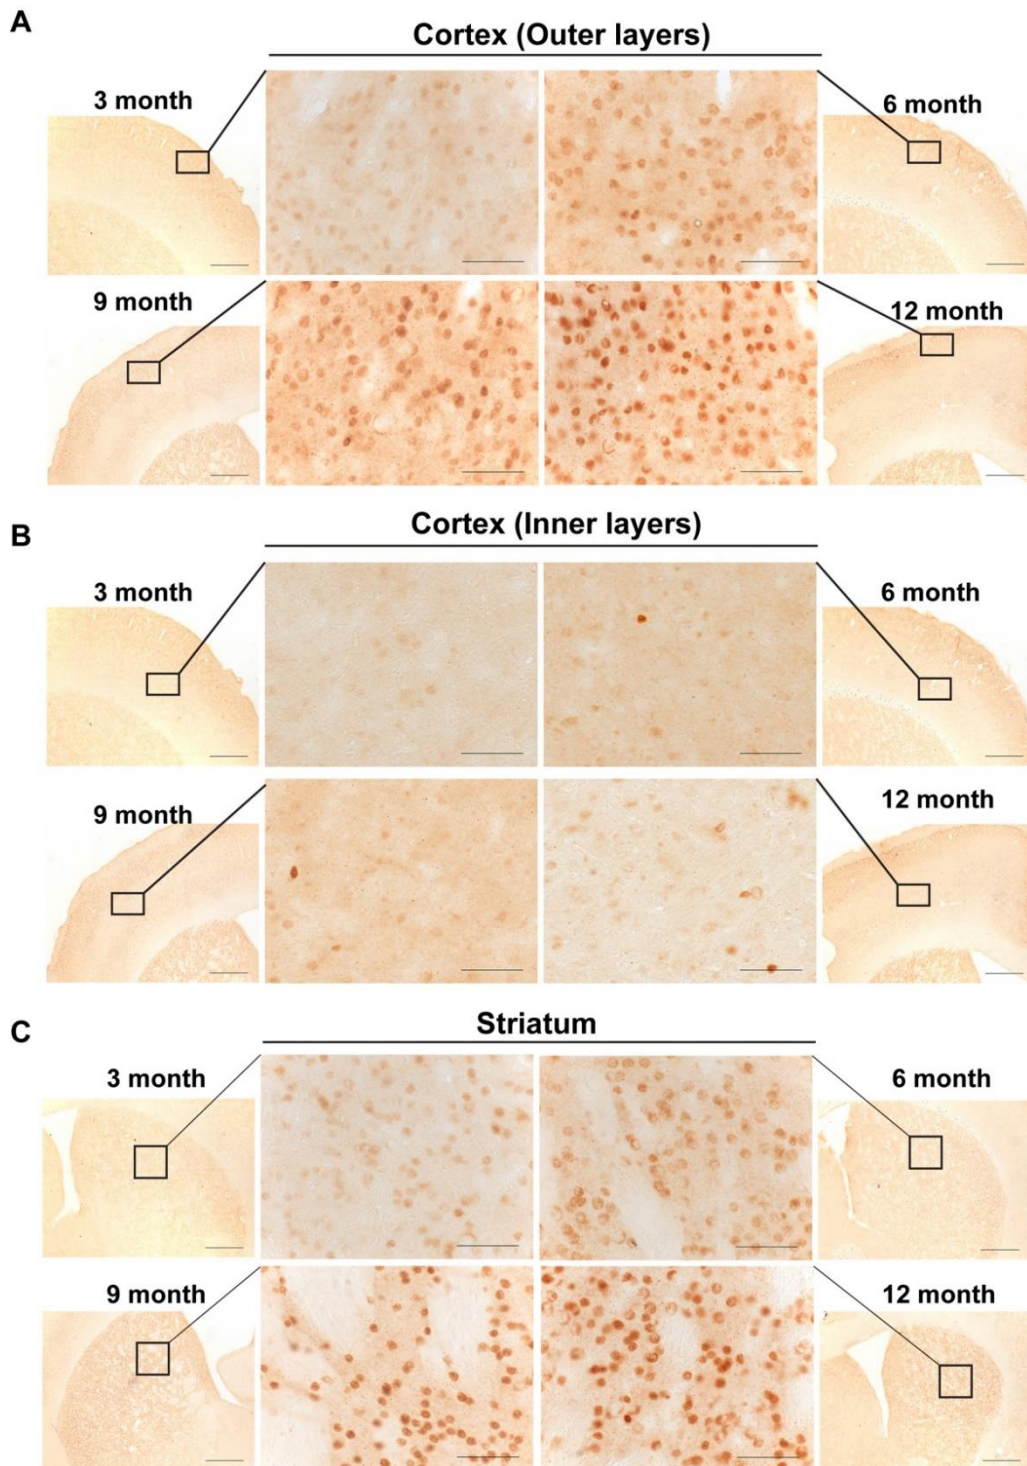 A
Cortex (Outer layers)
3 month
6 month
9 month
12 month
B
Cortex (Inner layers)
3 month
6 month
9 month
12 month
C
Striatum
3 month
6 month
9 month
12 month